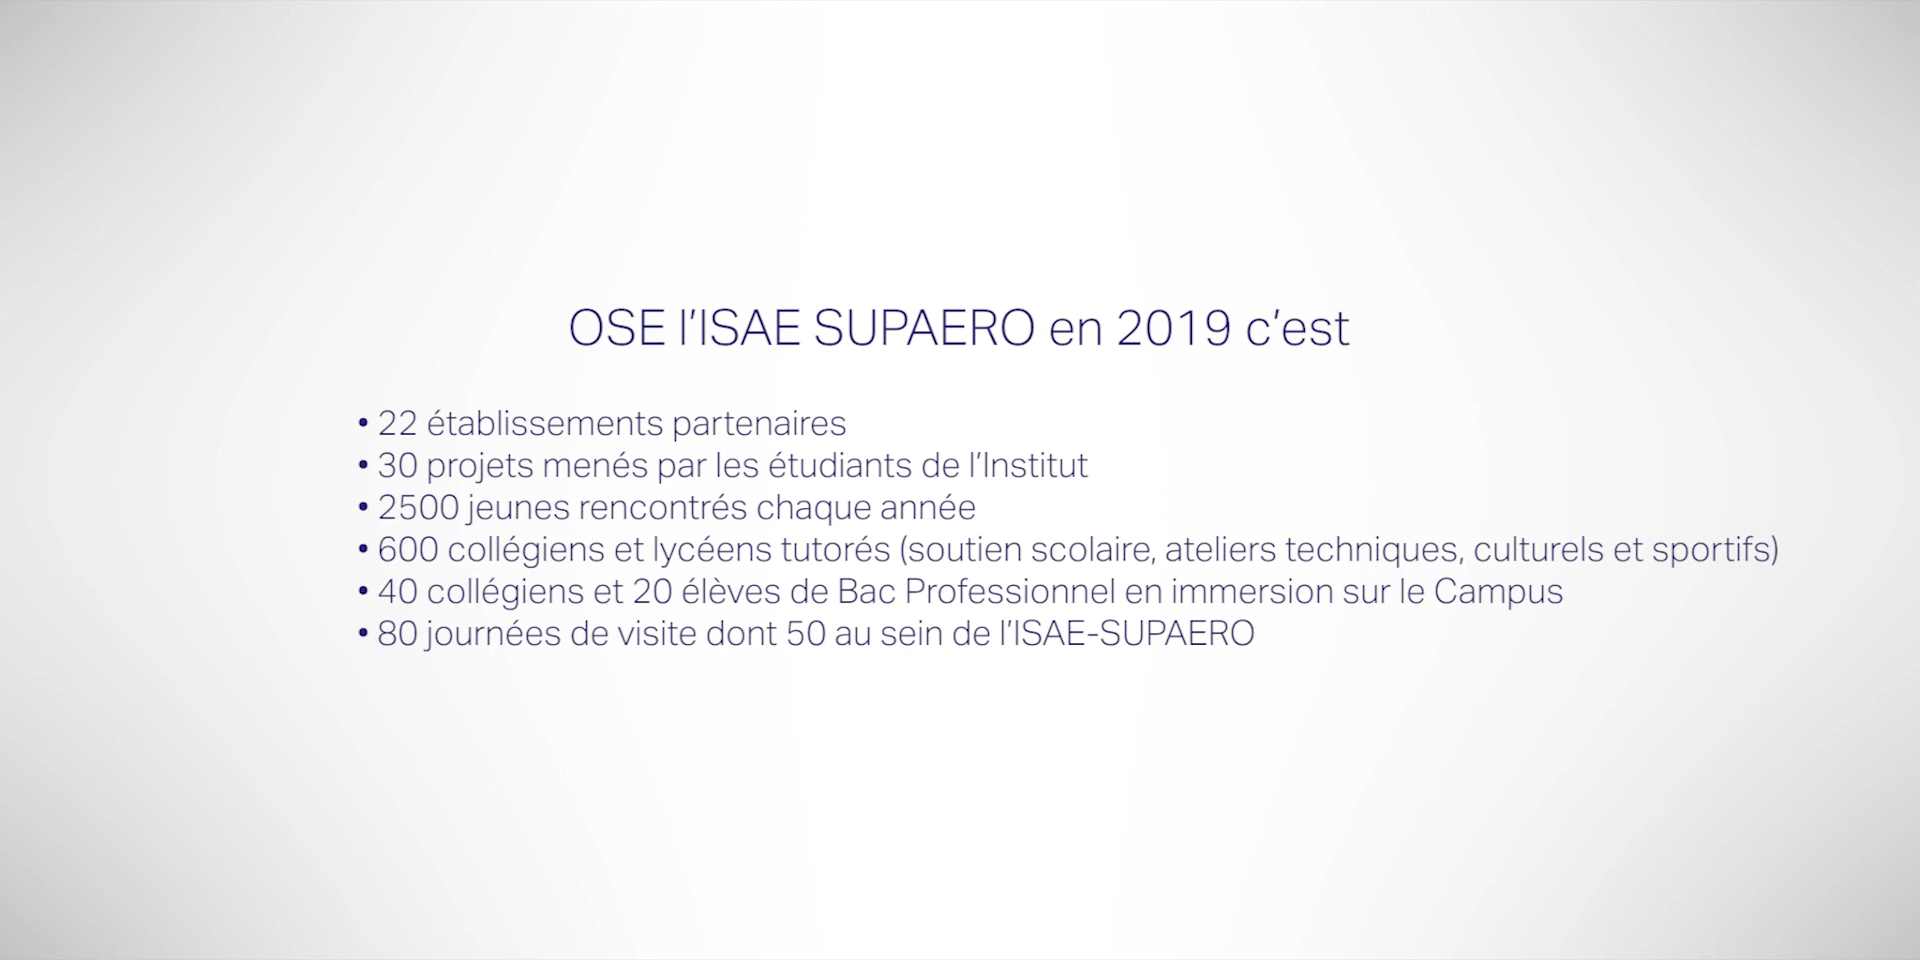 OSE l'ISAE SUPAERO en 2019 c'est
• 22 établissements partenaires
• 30 projets menés par les étudiants de l'Institut
• 2500 jeunes rencontrés chaque année
• 600 collégiens et lycéens tutorés (soutien scolaire, ateliers techniques, culturels et sportifs)
• 40 collégiens et 20 élèves de Bac Professionnel en immersion sur le Campus
• 80 journées de visite dont 50 au sein de l'ISAE-SUPAERO